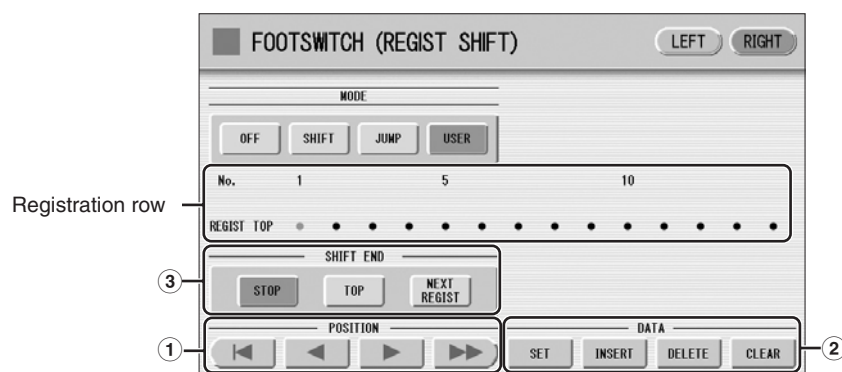 FOOTSWITCH (REGIST SHIFT) LEFT RIGHT
MODE
OFF SHIFT JUMP USER
No. 1 5 10
Registration row
REGIST TOP
SHIFT END
③ STOP TOP NEXT REGIST
POSITION DATA
① SET INSERT DELETE CLEAR ②